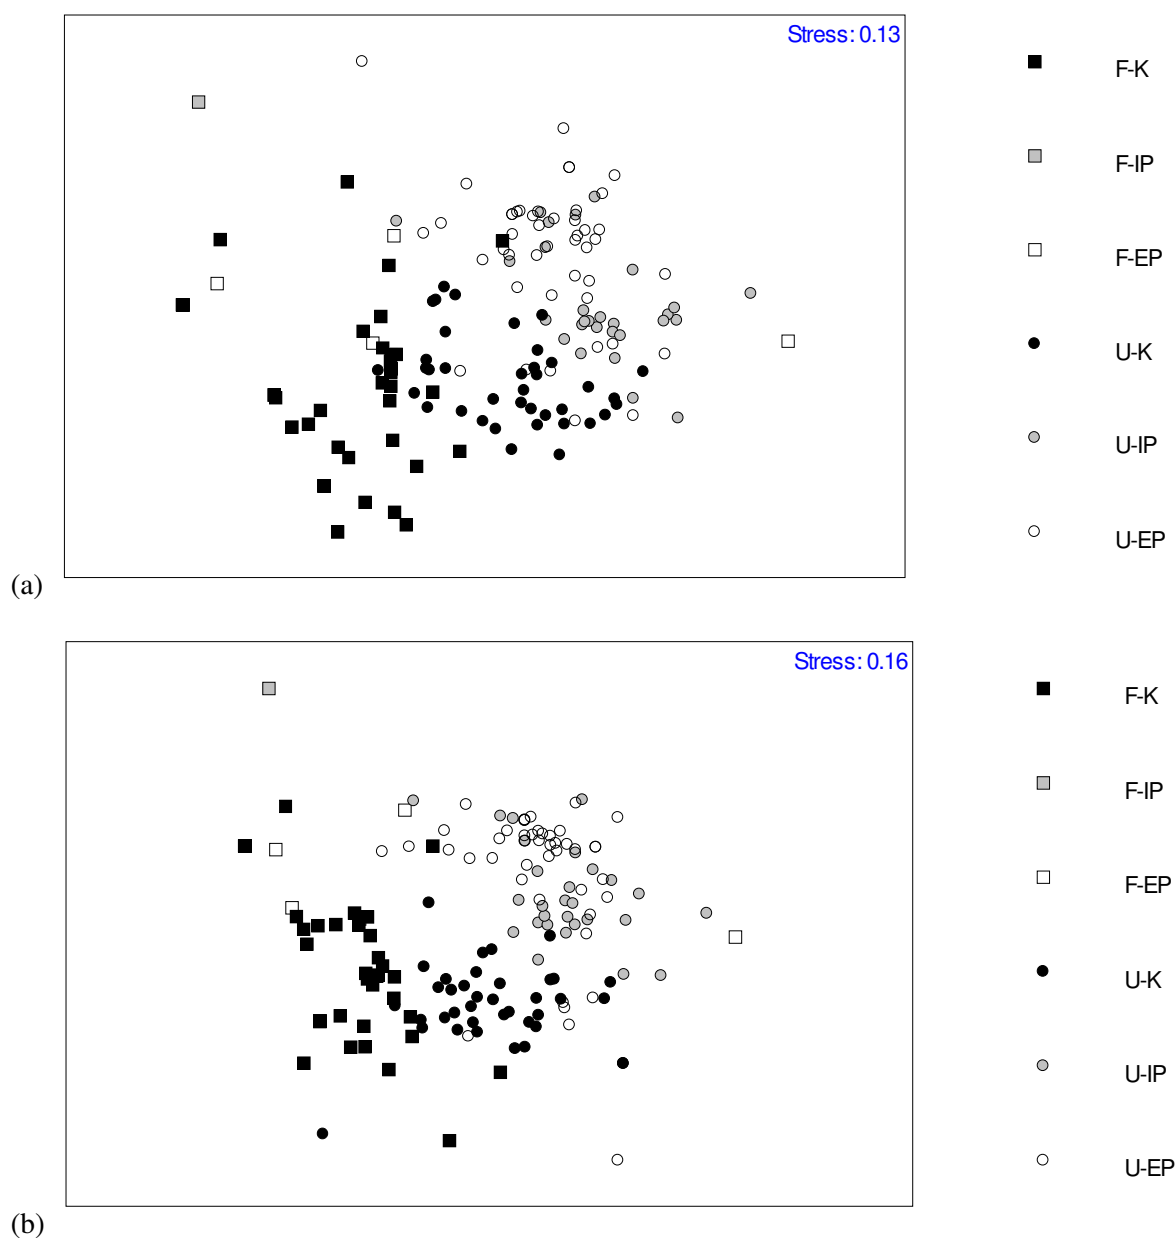 Stress: 0.13
F-K
F-IP
F-EP
U-K
U-IP
U-EP
(a)
Stress: 0.16
F-K
F-IP
F-EP
U-K
U-IP
U-EP
(b)